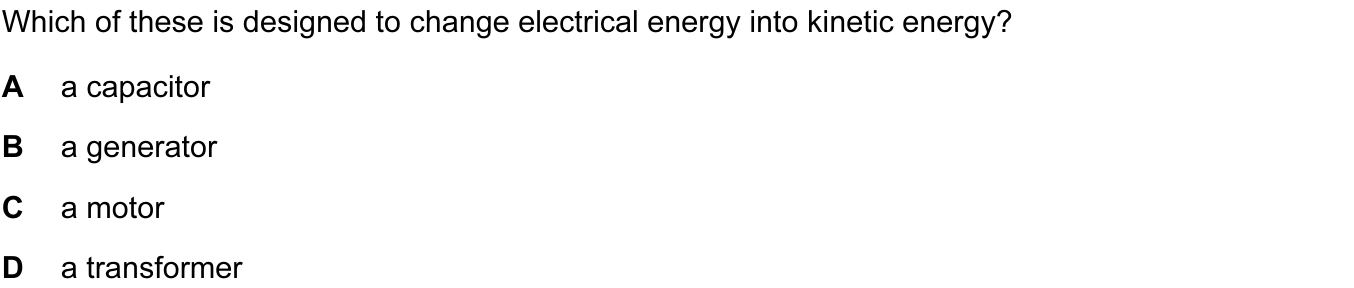 Which of these is designed to change electrical energy into kinetic energy?
A a capacitor
B a generator
C a motor
D a transformer